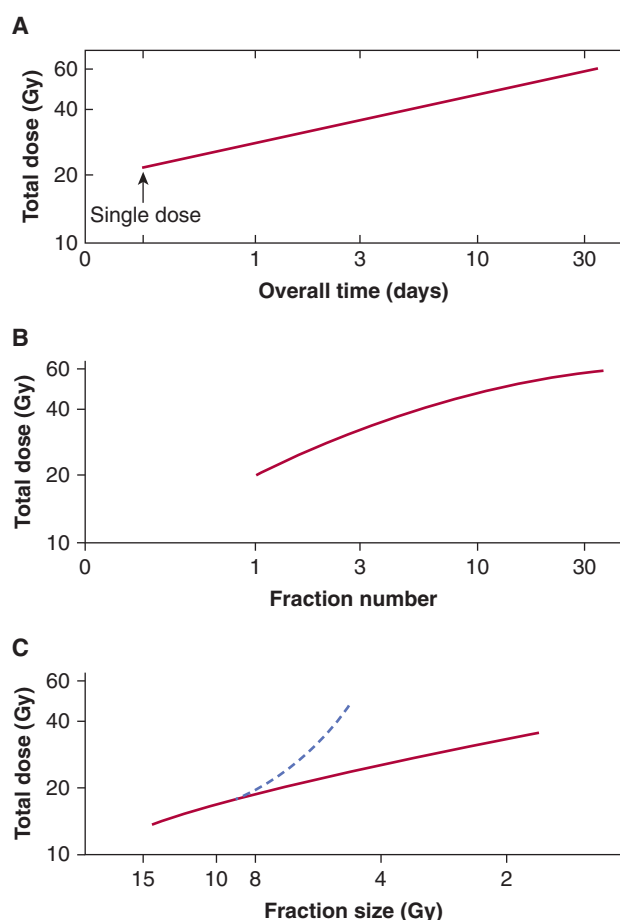 A
Total dose (Gy)
60
40
20
10
Single dose
0 1 3 10 30
Overall time (days)
B
Total dose (Gy)
60
40
20
10
0 1 3 10 30
Fraction number
C
Total dose (Gy)
60
40
20
10
15 10 8 4 2
Fraction size (Gy)